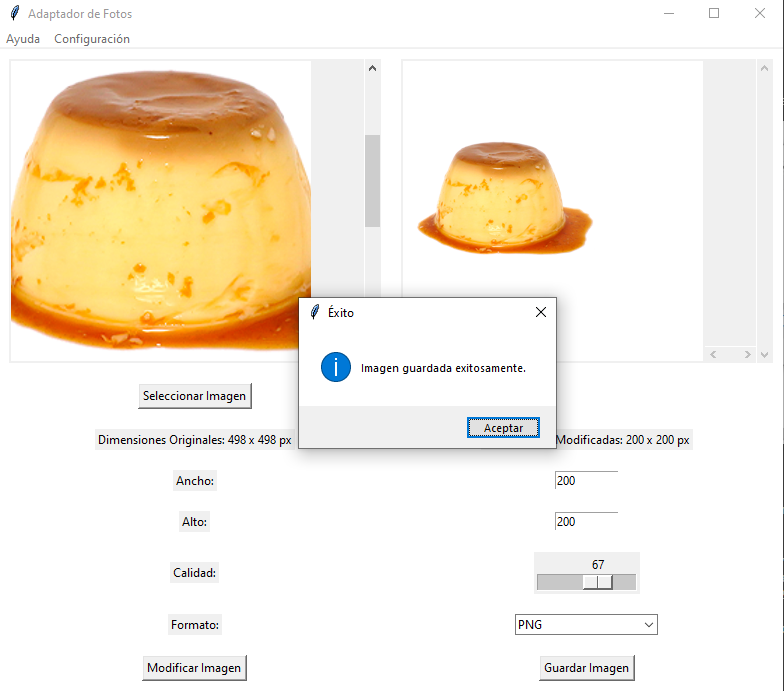 Adaptador de Fotos
Ayuda Configuración
Éxito
Imagen guardada exitosamente.
Aceptar
Seleccionar Imagen
Dimensiones Originales: 498 x 498 px
Modificadas: 200 x 200 px
Ancho:
200
Alto:
200
Calidad:
67
Formato:
PNG
Modificar Imagen
Guardar Imagen